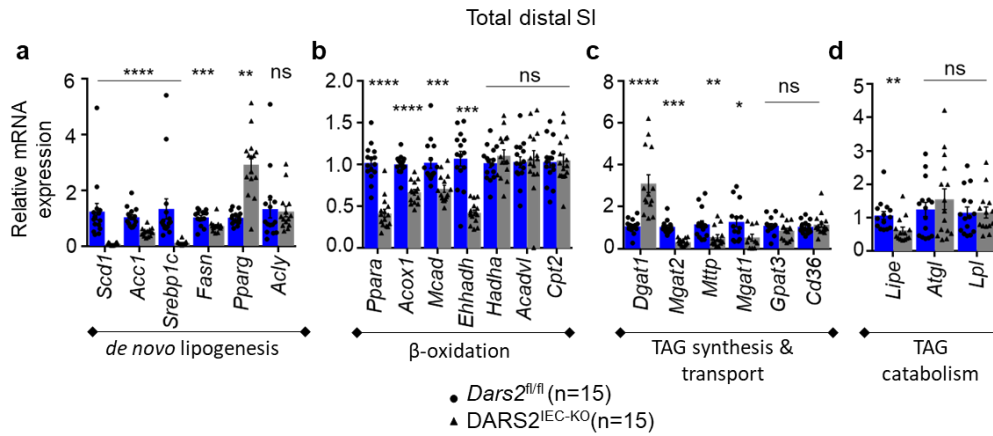 Total distal SI
a
b
c
d
Relative mRNA
expression
6
4
2
0
**** *** ** ns
Scd1 Acc1 Srebp1c Fasn Pparg Acly
de novo lipogenesis
2.0
1.5
1.0
0.5
0.0
**** **** *** *** ns
Ppara Acox1 Mcad Ehhadh Hadha Acadvl Cpt2
β-oxidation
8
6
4
2
0
**** *** ** * ns
Dgat1 Mgat2 Mttp Mgat1 Gpat3 Cd36
TAG synthesis &
transport
5
4
3
2
1
0
** ns
Lipe Atgl Lpl
TAG
catabolism
Dars2fl/fl (n=15)
DARS2IEC-KO(n=15)